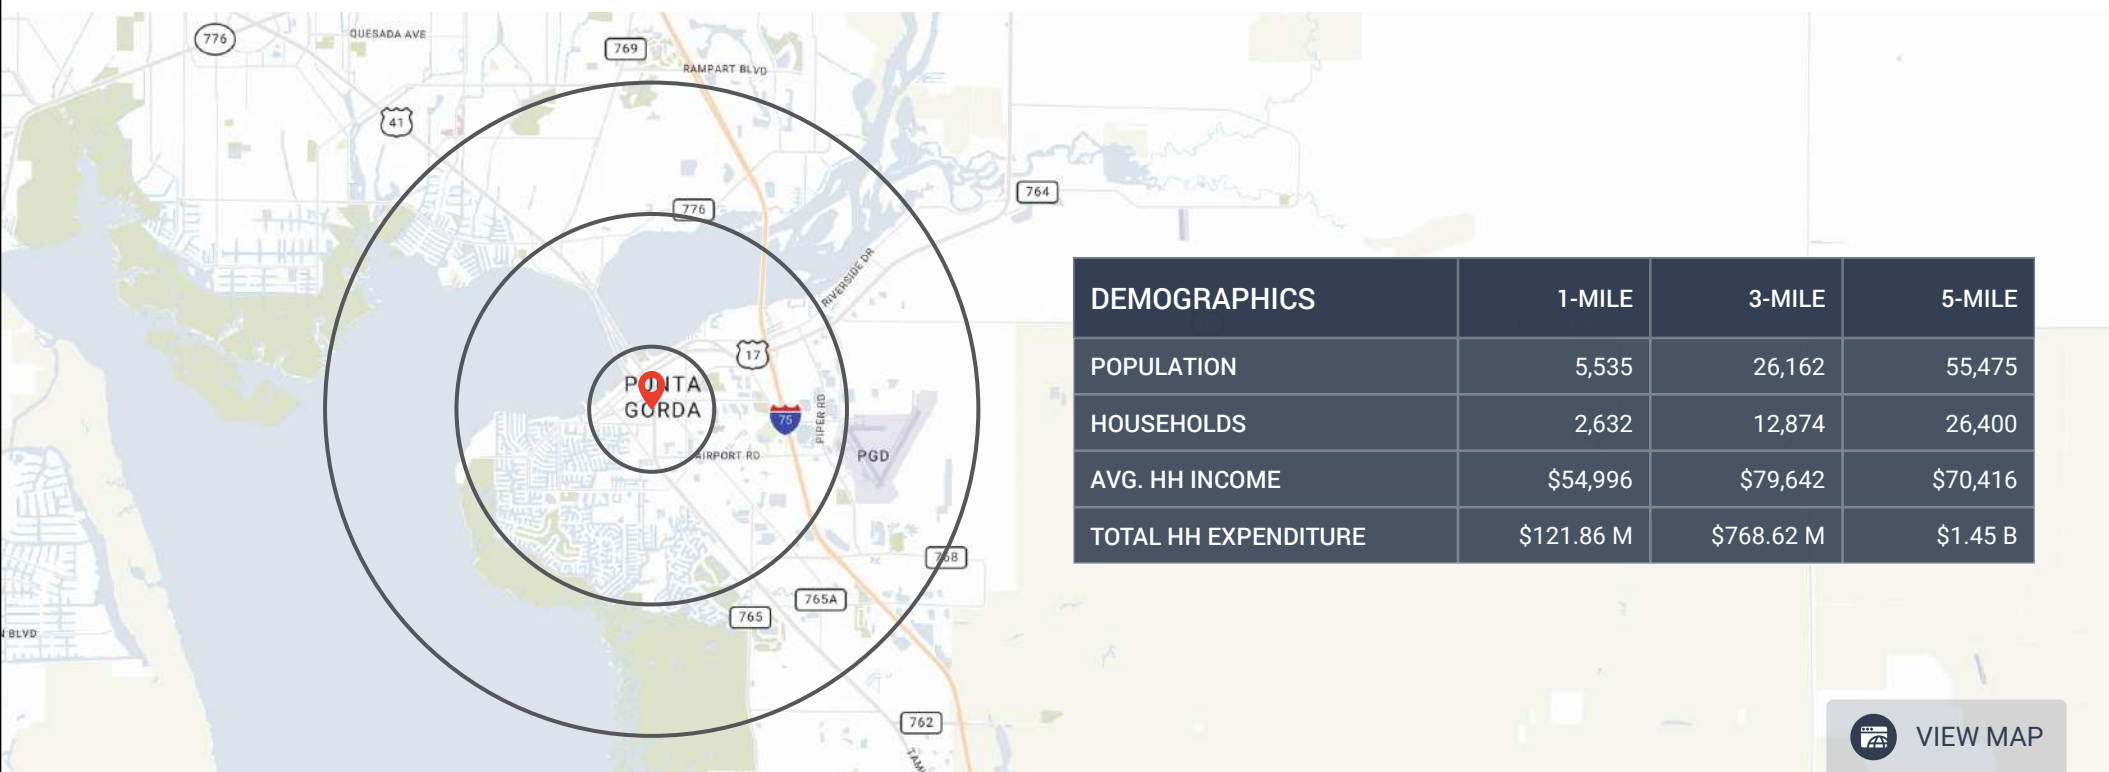 776
QUESADA AVE
769
RAMPART BLVD
41
764
776
RIVERSIDE DR
17
PUNTA
GORDA
75
PIPER RD
AIRPORT RD
PGD
768
765A
765
BLVD
762
TAM
DEMOGRAPHICS 1-MILE 3-MILE 5-MILE
POPULATION 5,535 26,162 55,475
HOUSEHOLDS 2,632 12,874 26,400
AVG. HH INCOME $54,996 $79,642 $70,416
TOTAL HH EXPENDITURE $121.86 M $768.62 M $1.45 B
VIEW MAP